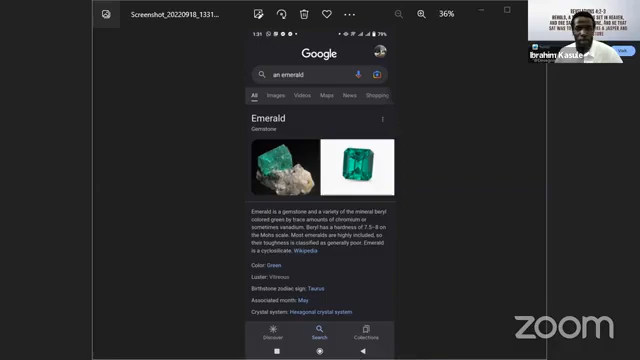 Screenshot_20220918_1331...
36%
REVELATIONS 4:2-3
Visit
Ibrahim Kasule
1:31
79%
Google
an emerald
All Images Videos Maps News Shopping
Emerald
Gemstone
Emerald is a gemstone and a variety of the mineral beryl
colored green by trace amounts of chromium or
sometimes vanadium. Beryl has a hardness of 7.5–8 on
the Mohs scale. Most emeralds are highly included, so
their toughness is classified as generally poor. Emerald
is a cyclosilicate. Wikipedia
Color: Green
Luster: Vitreous
Birthstone zodiac sign: Taurus
Associated month: May
Crystal system: Hexagonal crystal system
Discover Search Collections
zoom